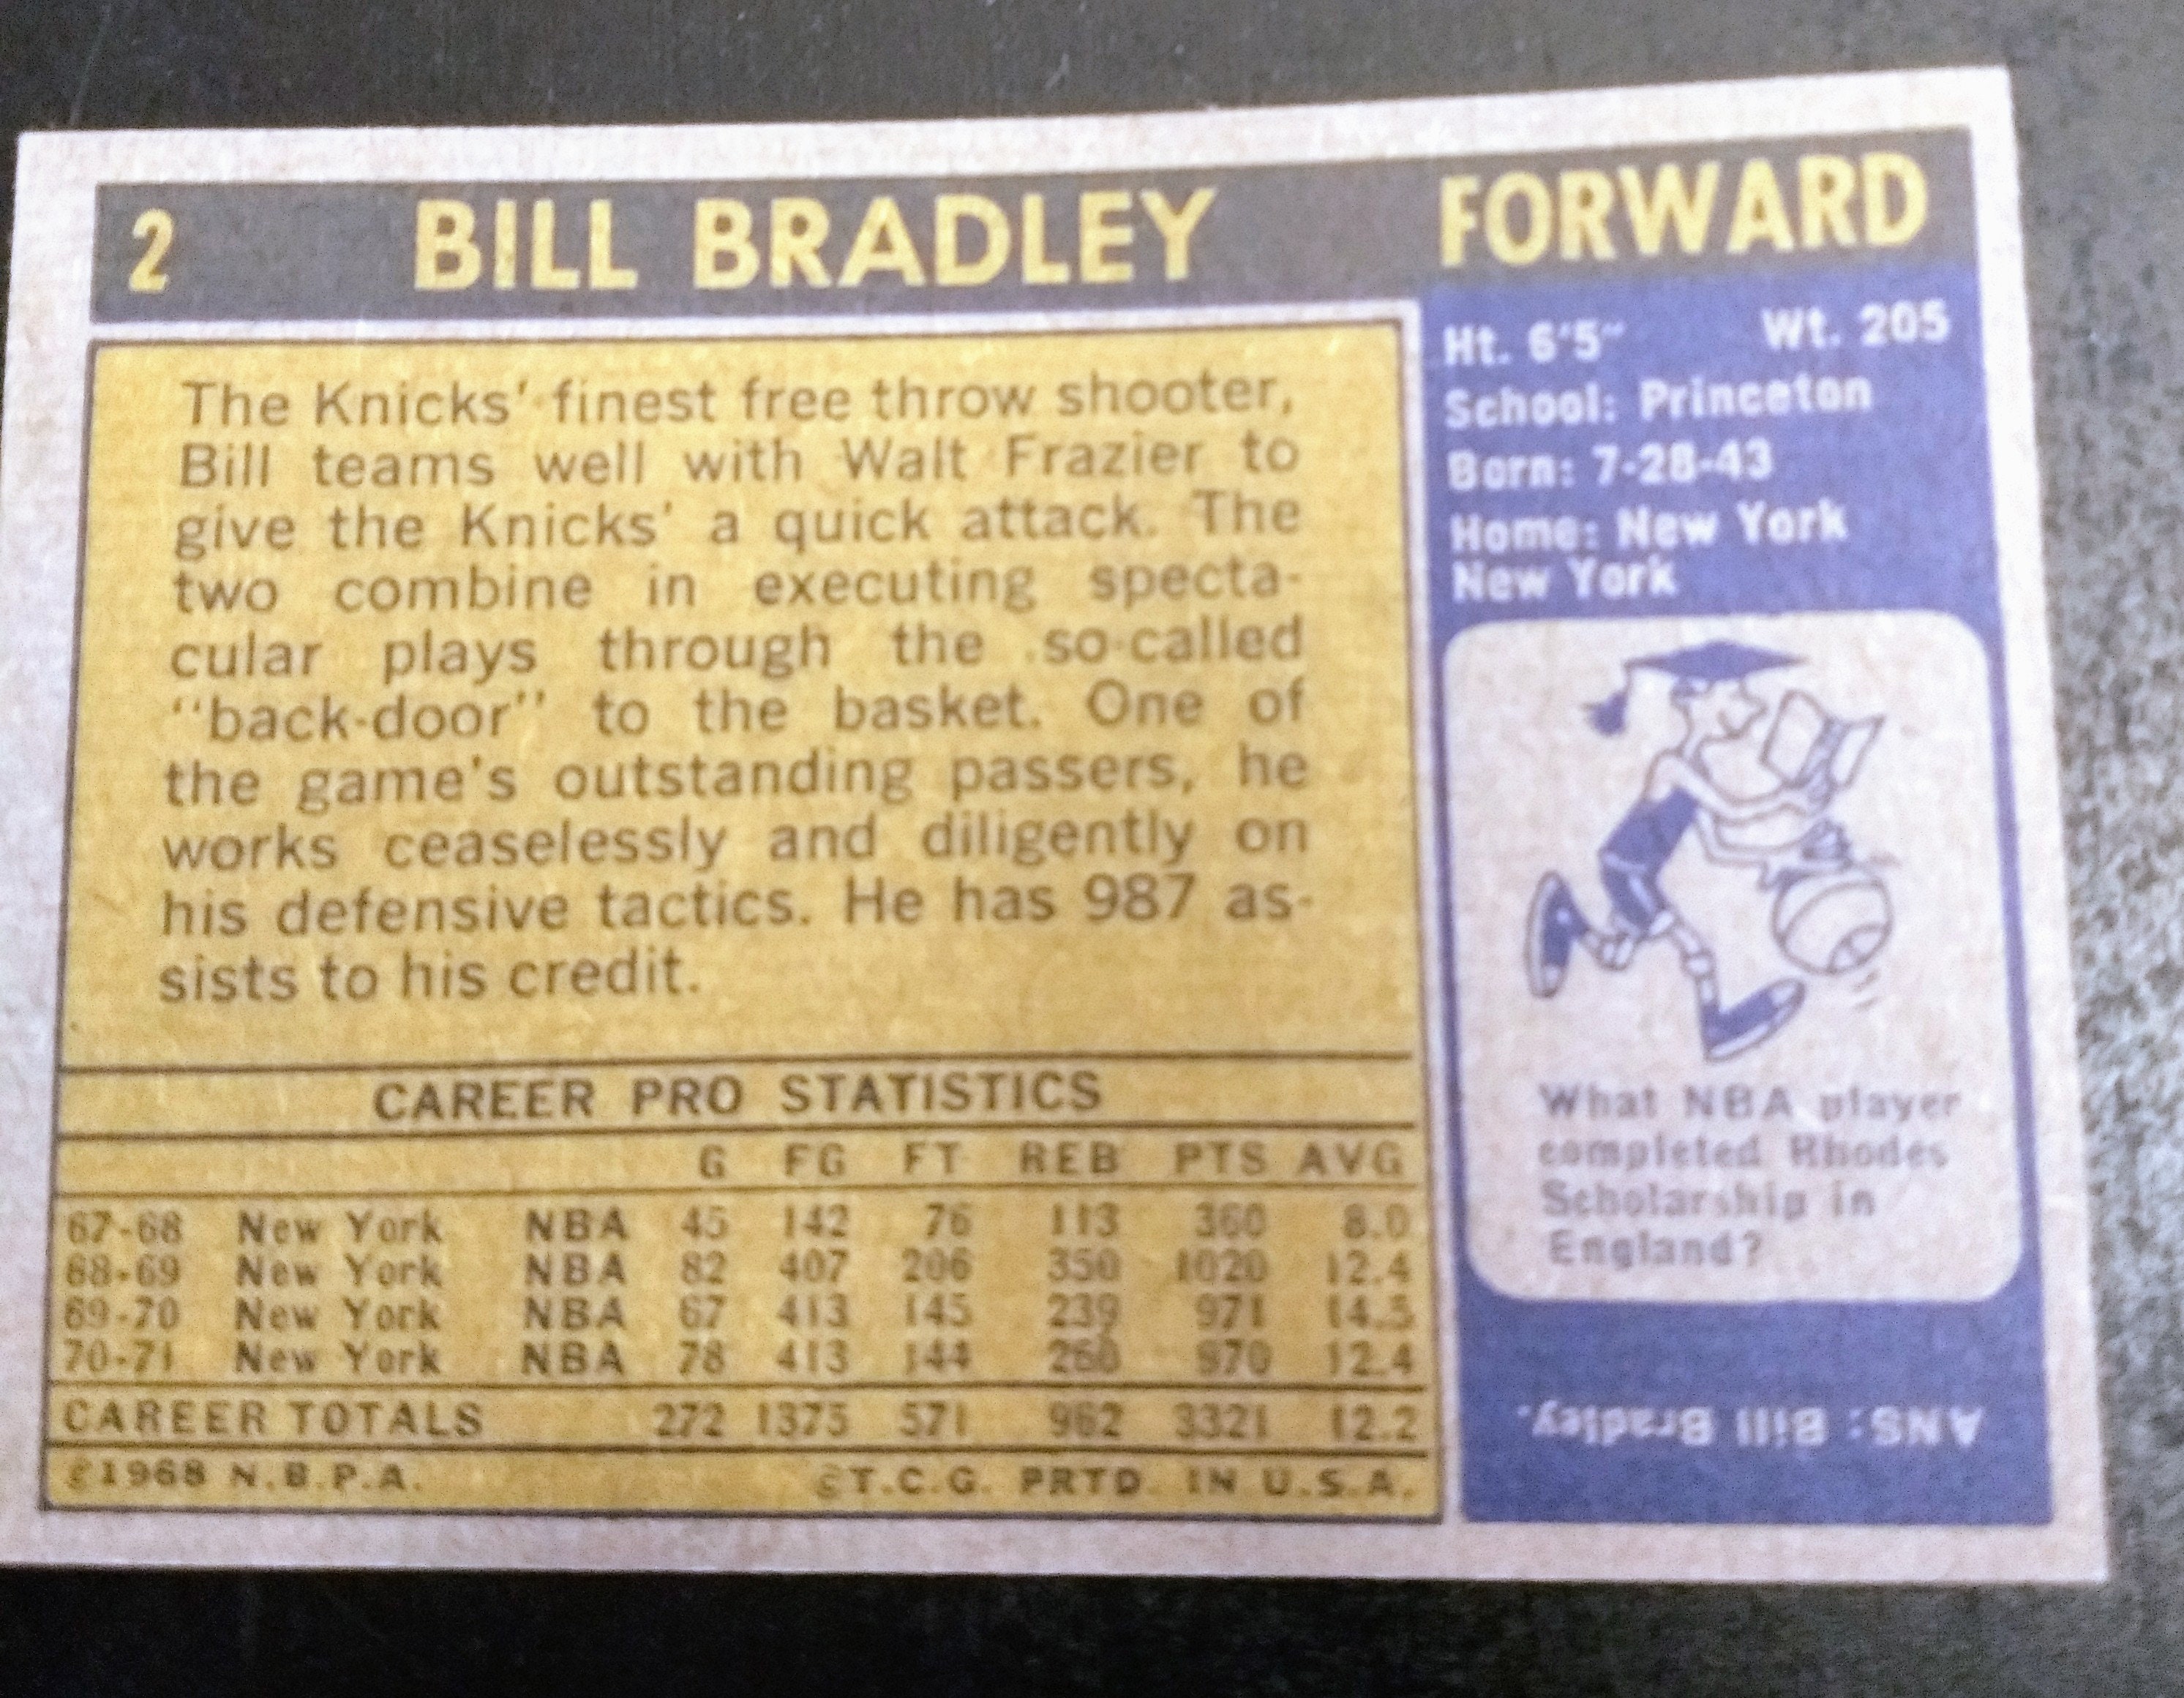 2 BILL BRADLEY FORWARD
The Knicks' finest free throw shooter,
Bill teams well with Walt Frazier to
give the Knicks' a quick attack. The
two combine in executing specta-
cular plays through the so-called
"back-door" to the basket. One of
the game's outstanding passers, he
works ceaselessly and diligently on
his defensive tactics. He has 987 as-
sists to his credit.
CAREER PRO STATISTICS
G FG FT REB PTS AVG
67-68 New York NBA 45 142 76 113 360 8.0
68-69 New York NBA 82 407 206 350 1020 12.4
69-70 New York NBA 67 413 145 239 971 14.5
70-71 New York NBA 78 413 144 260 970 12.4
CAREER TOTALS 272 1375 571 962 3321 12.2
©1968 N.B.P.A. ©T.C.G. PRTD. IN U.S.A.
Ht. 6'5" Wt. 205
School: Princeton
Born: 7-28-43
Home: New York
New York
What NBA player
completed Rhodes
Scholarship in
England?
ANS: Bill Bradley.